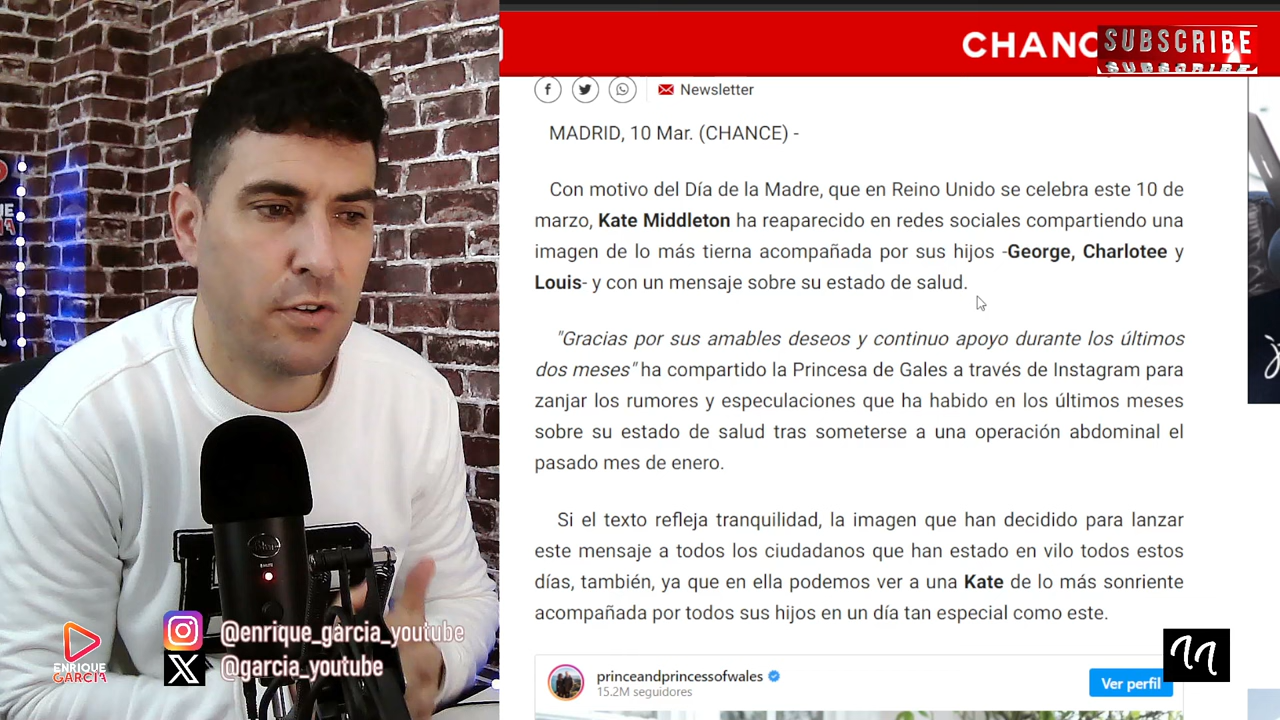 CHANC
SUBSCRIBE
Newsletter
MADRID, 10 Mar. (CHANCE) -
Con motivo del Día de la Madre, que en Reino Unido se celebra este 10 de
marzo, Kate Middleton ha reaparecido en redes sociales compartiendo una
imagen de lo más tierna acompañada por sus hijos -George, Charlotee y
Louis- y con un mensaje sobre su estado de salud.
"Gracias por sus amables deseos y continuo apoyo durante los últimos
dos meses" ha compartido la Princesa de Gales a través de Instagram para
zanjar los rumores y especulaciones que ha habido en los últimos meses
sobre su estado de salud tras someterse a una operación abdominal el
pasado mes de enero.
Si el texto refleja tranquilidad, la imagen que han decidido para lanzar
este mensaje a todos los ciudadanos que han estado en vilo todos estos
días, también, ya que en ella podemos ver a una Kate de lo más sonriente
acompañada por todos sus hijos en un día tan especial como este.
princeandprincessofwales
15.2M seguidores
Ver perfil
@enrique_garcia_youtube
@garcia_youtube
ENRIQUE
GARCIA